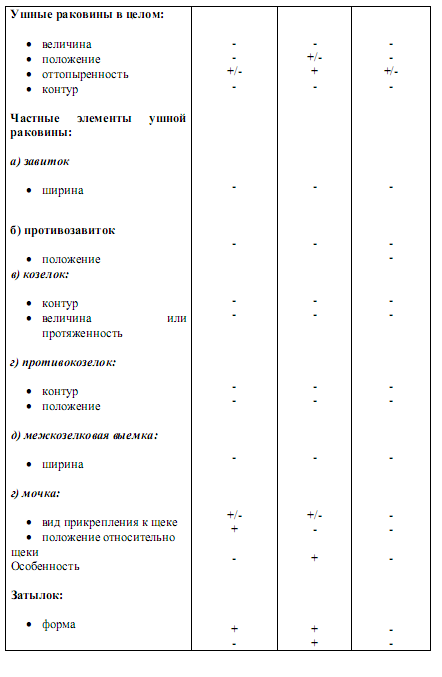 Ушные раковины в целом:
• величина - - -
• положение - +/- -
• оттопыренность +/- + +/-
• контур - - -
Частные элементы ушной
раковины:
а) завиток
• ширина - - -
б) противозавиток
- - -
• положение -
в) козелок:
• контур - - -
• величина или - - -
протяженность
г) противокозелок:
• контур - - -
• положение - - -
д) межкозелковая выемка:
• ширина - - -
г) мочка:
• вид прикрепления к щеке +/- +/- -
• положение относительно + - -
щеки
Особенность - + -
Затылок:
• форма + + -
- + -